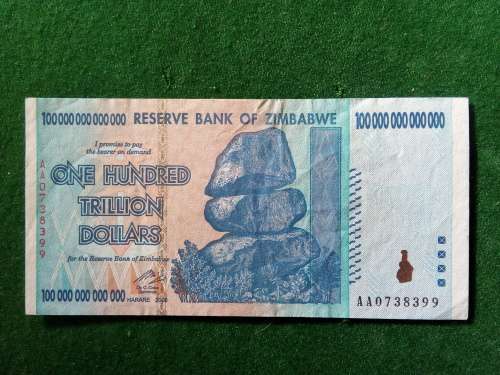 100 000 000 000 000 RESERVE BANK OF ZIMBABWE 100 000 000 000 000
I promise to pay
the bearer on demand
AA0738399
ONE HUNDRED
TRILLION
DOLLARS
for the Reserve Bank of Zimbabwe
100 000 000 000 000
HARARE 2008
AA0738399